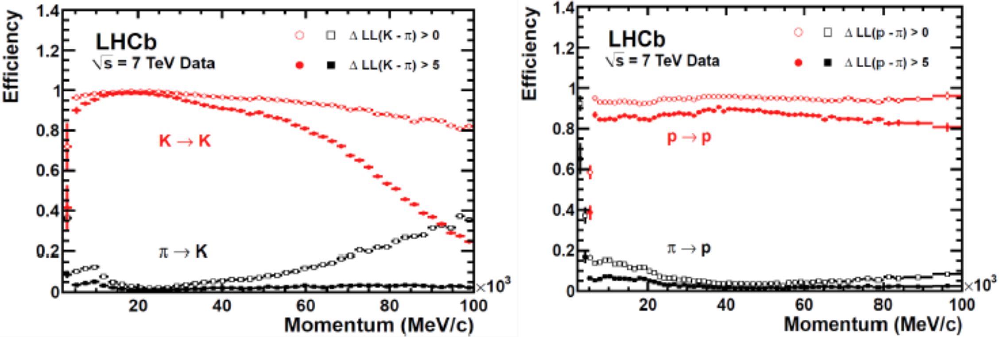 Efficiency
1.4
1.2
1
0.8
0.6
0.4
0.2
0
LHCb
√s = 7 TeV Data
Δ LL(K - π) > 0
Δ LL(K - π) > 5
K → K
π → K
20 40 60 80 100
×10³
Momentum (MeV/c)
Efficiency
1.4
1.2
1
0.8
0.6
0.4
0.2
0
LHCb
√s = 7 TeV Data
Δ LL(p - π) > 0
Δ LL(p - π) > 5
p → p
π → p
20 40 60 80 100
×10³
Momentum (MeV/c)